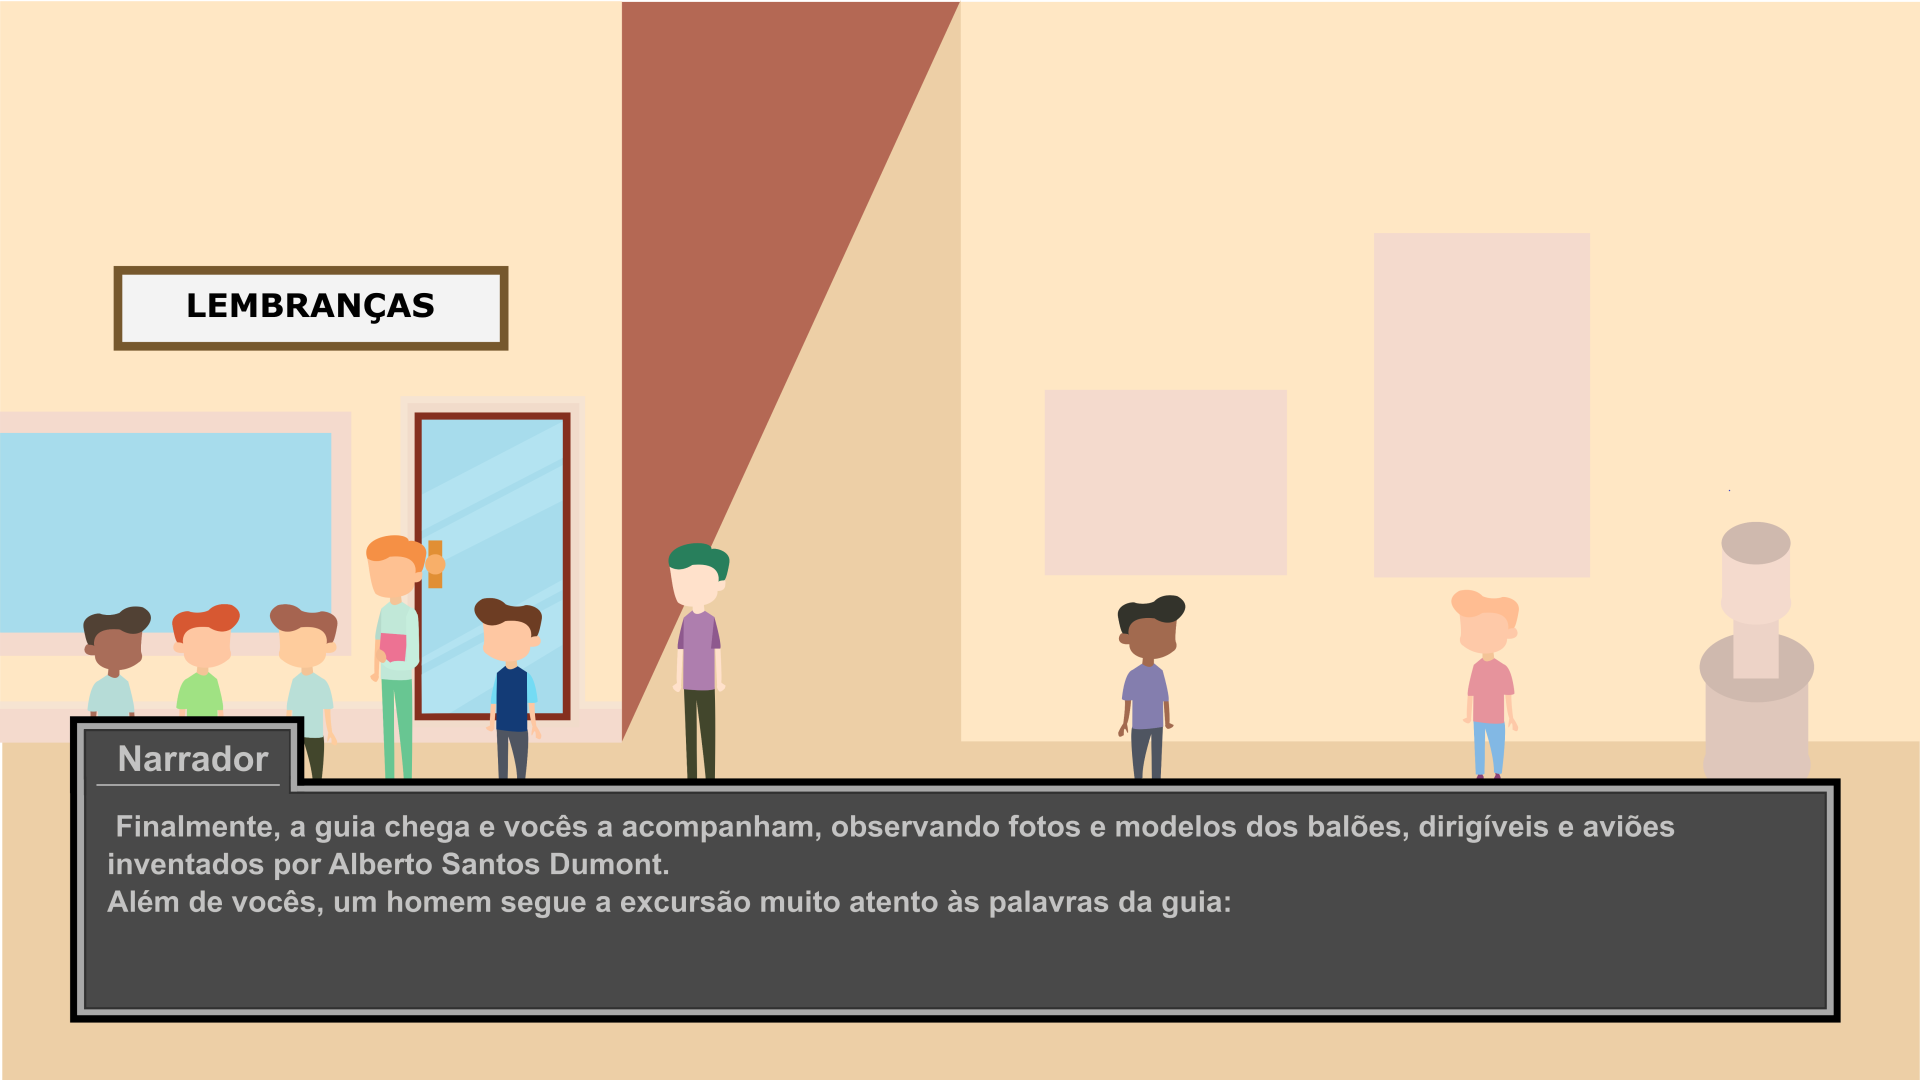 LEMBRANÇAS
Narrador
Finalmente, a guia chega e vocês a acompanham, observando fotos e modelos dos balões, dirigíveis e aviões
inventados por Alberto Santos Dumont.
Além de vocês, um homem segue a excursão muito atento às palavras da guia: